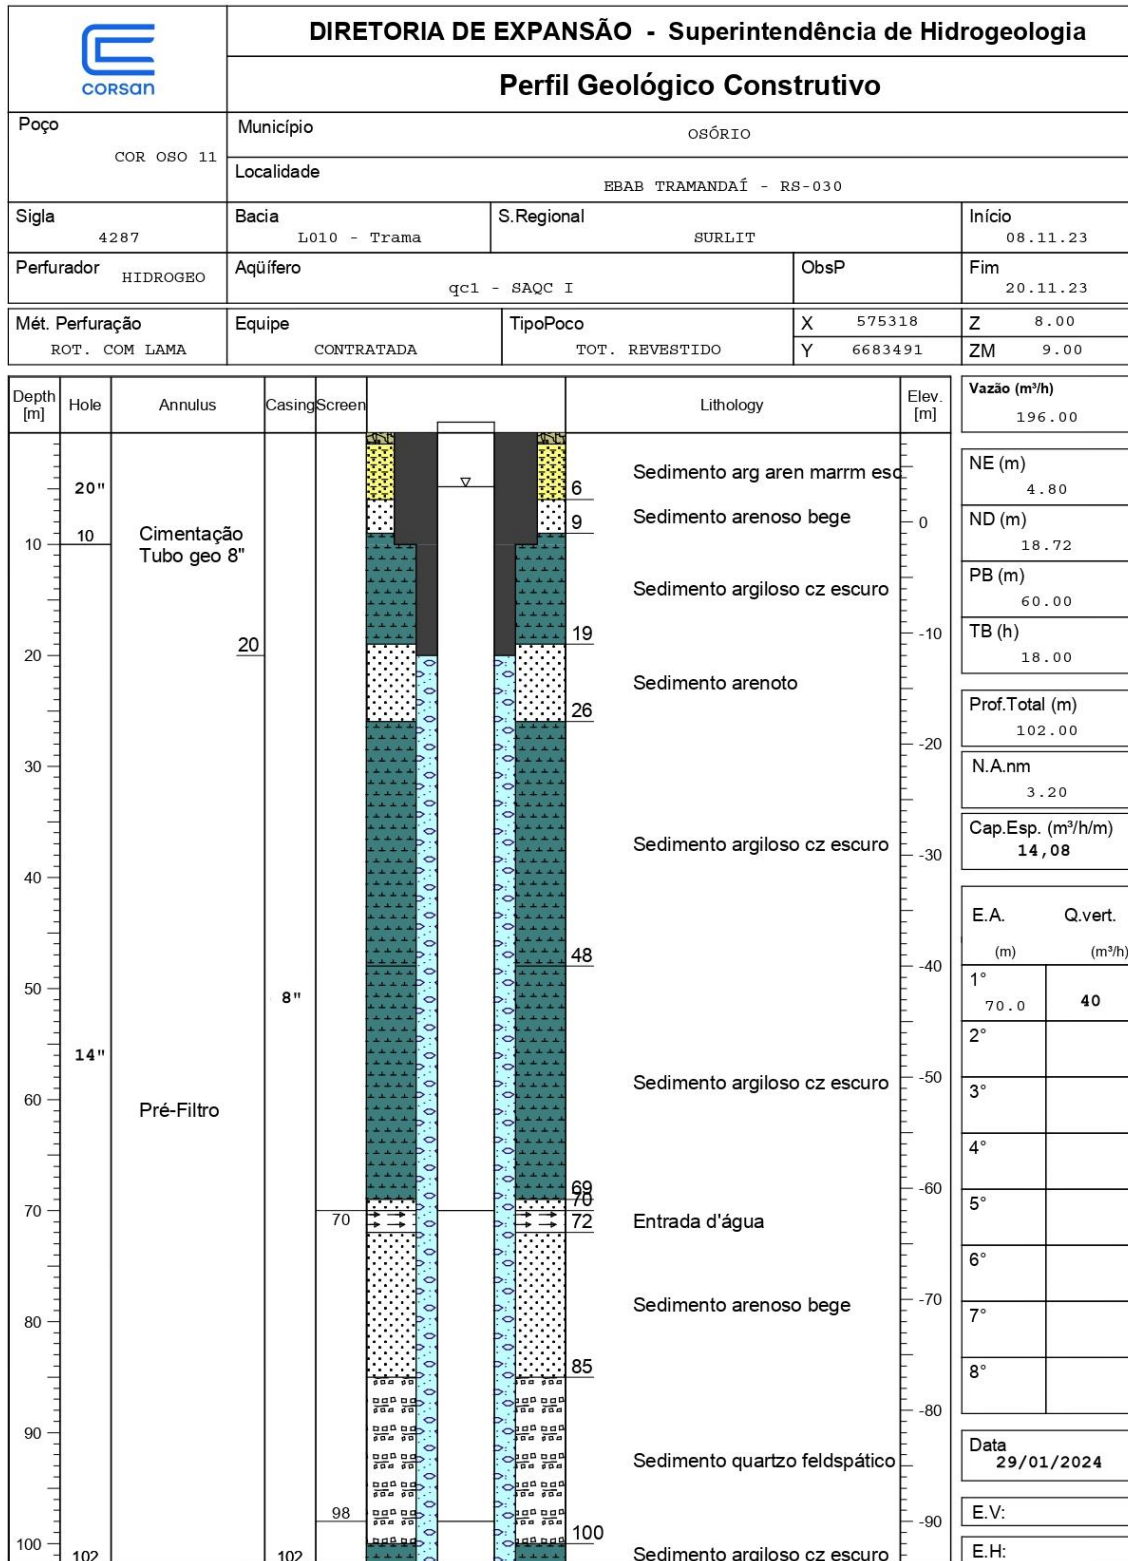 DIRETORIA DE EXPANSÃO - Superintendência de Hidrogeologia
CORSAN
Perfil Geológico Construtivo
Poço
COR OSO 11
Município
OSÓRIO
Localidade
EBAB TRAMANDAÍ - RS-030
Sigla
4287
Bacia
L010 - Trama
S.Regional
SURLIT
Início
08.11.23
Perfurador
HIDROGEO
Aqüífero
qc1 - SAQC I
ObsP
Fim
20.11.23
Mét. Perfuração
ROT. COM LAMA
Equipe
CONTRATADA
TipoPoco
TOT. REVESTIDO
X 575318
Z 8.00
Y 6683491
ZM 9.00
Depth [m] Hole Annulus Casing Screen Lithology Elev. [m]
Vazão (m³/h)
196.00
Sedimento arg aren marrm esc
NE (m)
4.80
20"
6
Sedimento arenoso bege
9
0
10
10
Cimentação
Tubo geo 8"
ND (m)
18.72
Sedimento argiloso cz escuro
PB (m)
60.00
19
-10
20
20
TB (h)
18.00
Sedimento arenoto
26
Prof.Total (m)
102.00
-20
30
N.A.nm
3.20
Sedimento argiloso cz escuro
-30
Cap.Esp. (m³/h/m)
14,08
40
E.A. Q.vert.
(m) (m³/h)
48
-40
50
8"
1° 70.0 40
2°
14"
Sedimento argiloso cz escuro
-50
60
Pré-Filtro
3°
4°
69
70
72
-60
70
70
Entrada d'água
5°
6°
Sedimento arenoso bege
-70
80
7°
85
8°
-80
90
Sedimento quartzo feldspático
Data
29/01/2024
98
-90
E.V:
100
100
102
102
Sedimento argiloso cz escuro
E.H: